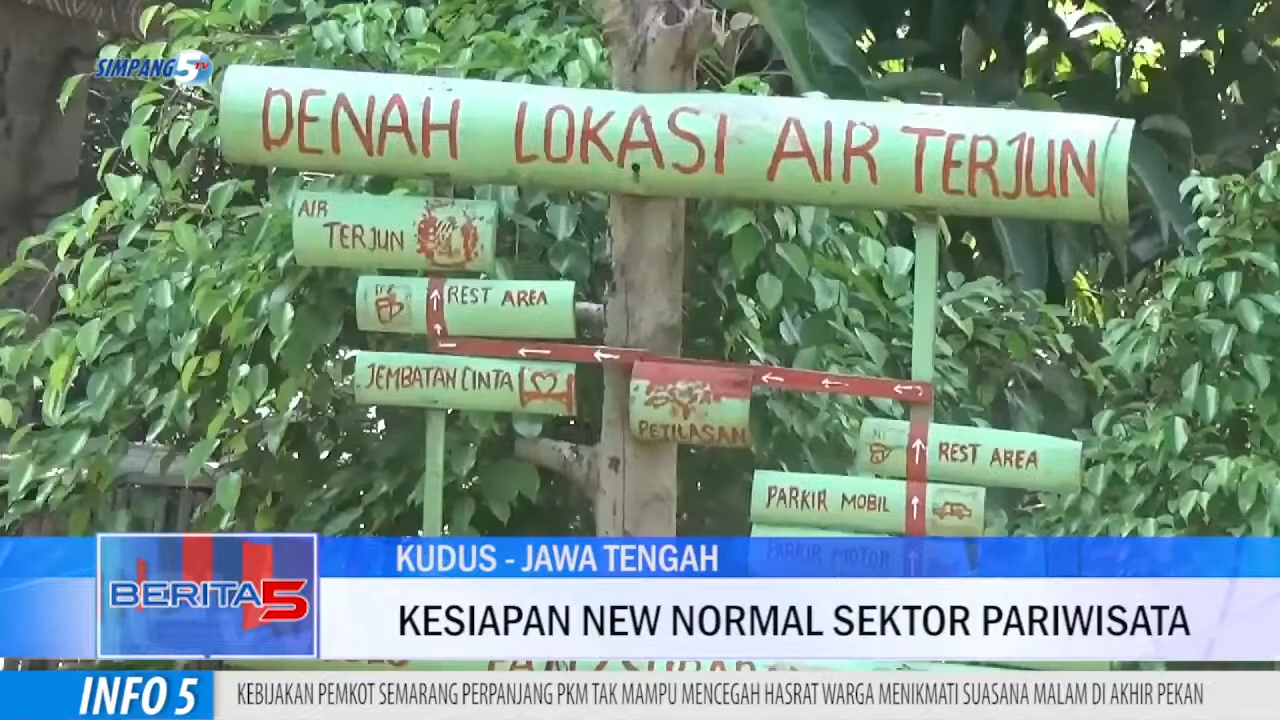 SIMPANG5 TV
DENAH LOKASI AIR TERJUN
AIR
TERJUN
REST AREA
JEMBATAN CINTA
PETILASAN
REST AREA
PARKIR MOBIL
PARKIR MOTOR
KUDUS - JAWA TENGAH
BERITA5
KESIAPAN NEW NORMAL SEKTOR PARIWISATA
INFO 5
KEBIJAKAN PEMKOT SEMARANG PERPANJANG PKM TAK MAMPU MENCEGAH HASRAT WARGA MENIKMATI SUASANA MALAM DI AKHIR PEKAN